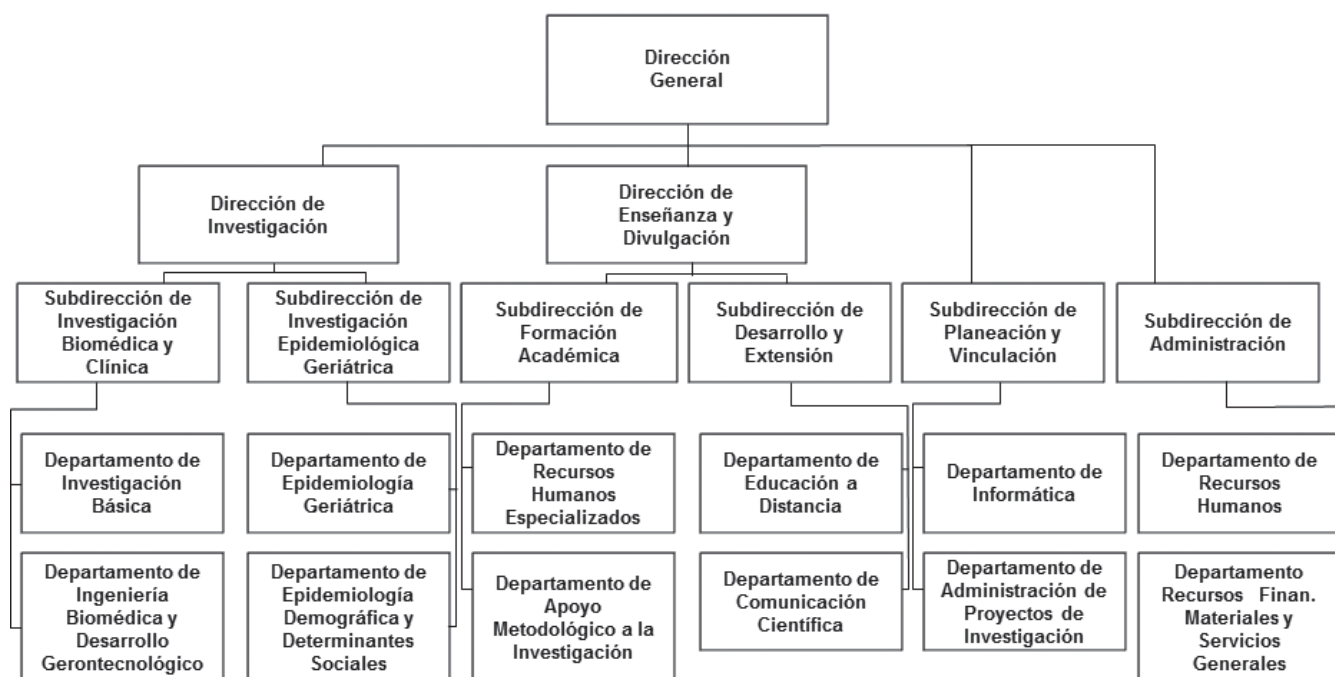 Dirección
General
Dirección de
Investigación
Dirección de
Enseñanza y
Divulgación
Subdirección de
Investigación
Biomédica y
Clínica
Subdirección de
Investigación
Epidemiológica
Geriátrica
Subdirección de
Formación
Académica
Subdirección de
Desarrollo y
Extensión
Subdirección de
Planeación y
Vinculación
Subdirección de
Administración
Departamento de
Investigación
Básica
Departamento de
Epidemiología
Geriátrica
Departamento de
Recursos
Humanos
Especializados
Departamento de
Educación a
Distancia
Departamento de
Informática
Departamento de
Recursos
Humanos
Departamento de
Ingeniería
Biomédica y
Desarrollo
Gerontecnológico
Departamento de
Epidemiología
Demográfica y
Determinantes
Sociales
Departamento de
Apoyo
Metodológico a la
Investigación
Departamento de
Comunicación
Científica
Departamento de
Administración de
Proyectos de
Investigación
Departamento
Recursos Finan.
Materiales y
Servicios
Generales